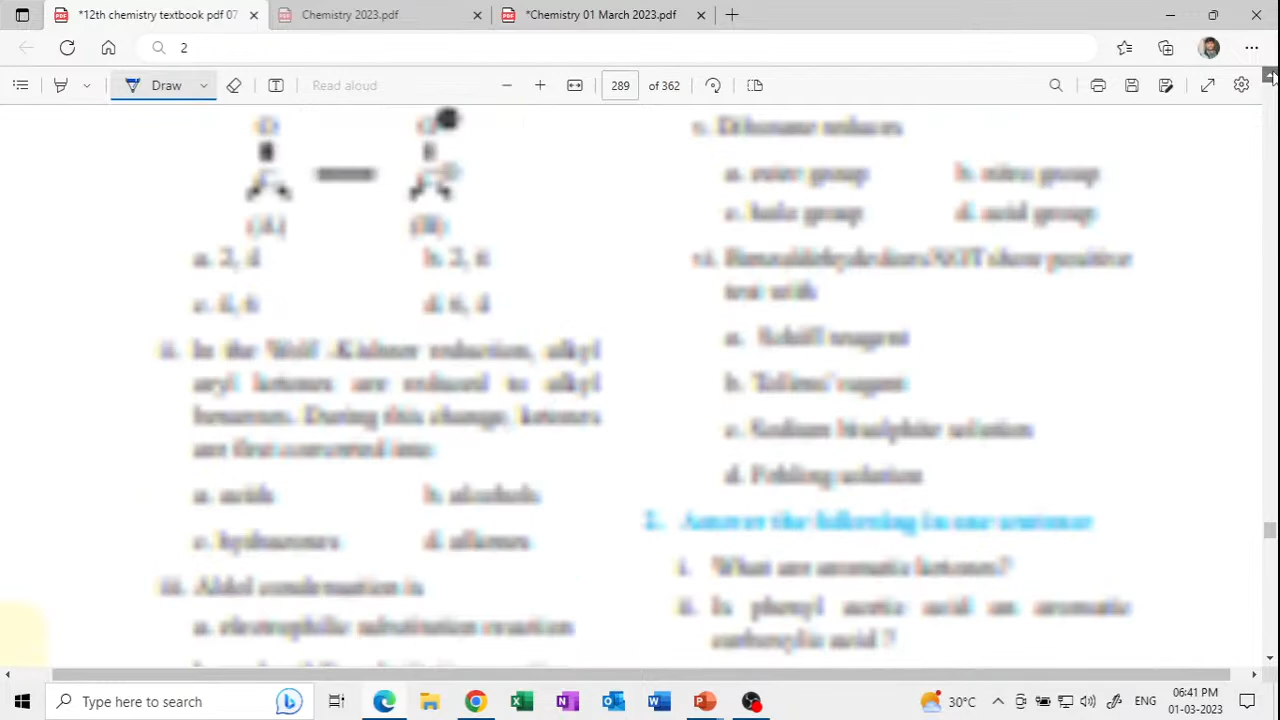 *12th chemistry textbook pdf 07
Chemistry 2023.pdf
*Chemistry 01 March 2023.pdf
2
Draw
Read aloud
289 of 362
(A)
(B)
a. 2, 4
b. 2, 6
c. 4, 6
d. 6, 4
ii. In the Wolf -Kishner reduction, alkyl
aryl ketones are reduced to alkyl
benzenes. During this change, ketones
are first converted into
a. acids
b. alcohols
c. hydrazones
d. alkenes
iii. Aldol condensation is
a. electrophilic substitution reaction
v. Diborane reduces
a. ester group
b. nitro group
c. halo group
d. acid group
vi. Benzaldehyde does NOT show positive
test with
a. Schiff reagent
b. Tollens'
c. Sodium bisulphite solution
d. Fehling solution
2. Answer the following in one sentence
i. What are aromatic ketones?
ii. Is phenyl acetic acid an aromatic
carboxylic acid ?
Type here to search
30°C
ENG
06:41 PM
01-03-2023